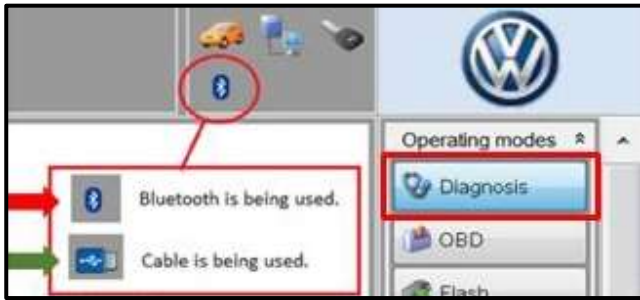 Operating modes
Diagnosis
Bluetooth is being used.
OBD
Cable is being used.
Flash